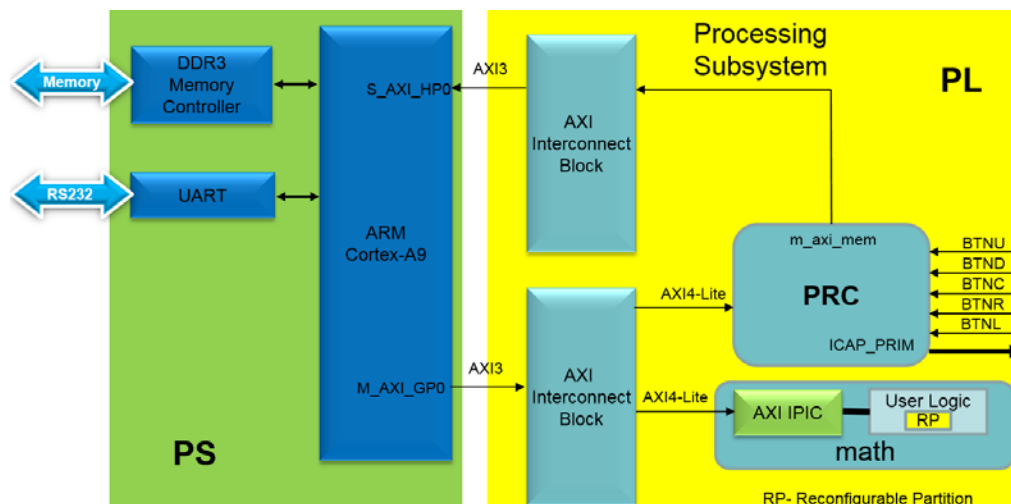 Memory
DDR3
Memory
Controller
RS232
UART
S_AXI_HP0
ARM
Cortex-A9
M_AXI_GP0
PS
AXI3
AXI
Interconnect
Block
Processing
Subsystem
PL
m_axi_mem
PRC
ICAP_PRIM
BTNU
BTND
BTNC
BTNR
BTNL
AXI4-Lite
AXI3
AXI
Interconnect
Block
AXI4-Lite
AXI IPIC
User Logic
RP
math
RP- Reconfigurable Partition